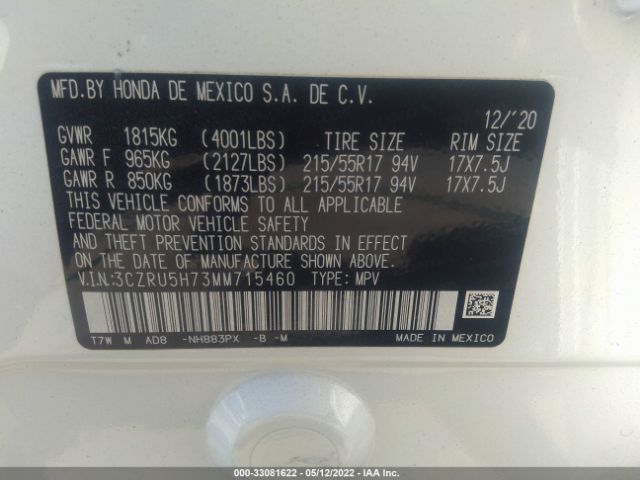 MFD.BY HONDA DE MEXICO S.A. DE C.V.
12/'20
GVWR 1815KG (4001LBS) TIRE SIZE RIM SIZE
GAWR F 965KG (2127LBS) 215/55R17 94V 17X7.5J
GAWR R 850KG (1873LBS) 215/55R17 94V 17X7.5J
THIS VEHICLE CONFORMS TO ALL APPLICABLE
FEDERAL MOTOR VEHICLE SAFETY
AND THEFT PREVENTION STANDARDS IN EFFECT
ON THE DATE OF MANUFACTURE SHOWN ABOVE.
V.I.N:3CZRU5H73MM715460 TYPE: MPV
T7W M AD8 -NH883PX -B -M MADE IN MEXICO
000-33081622 - 05/12/2022 - IAA Inc.